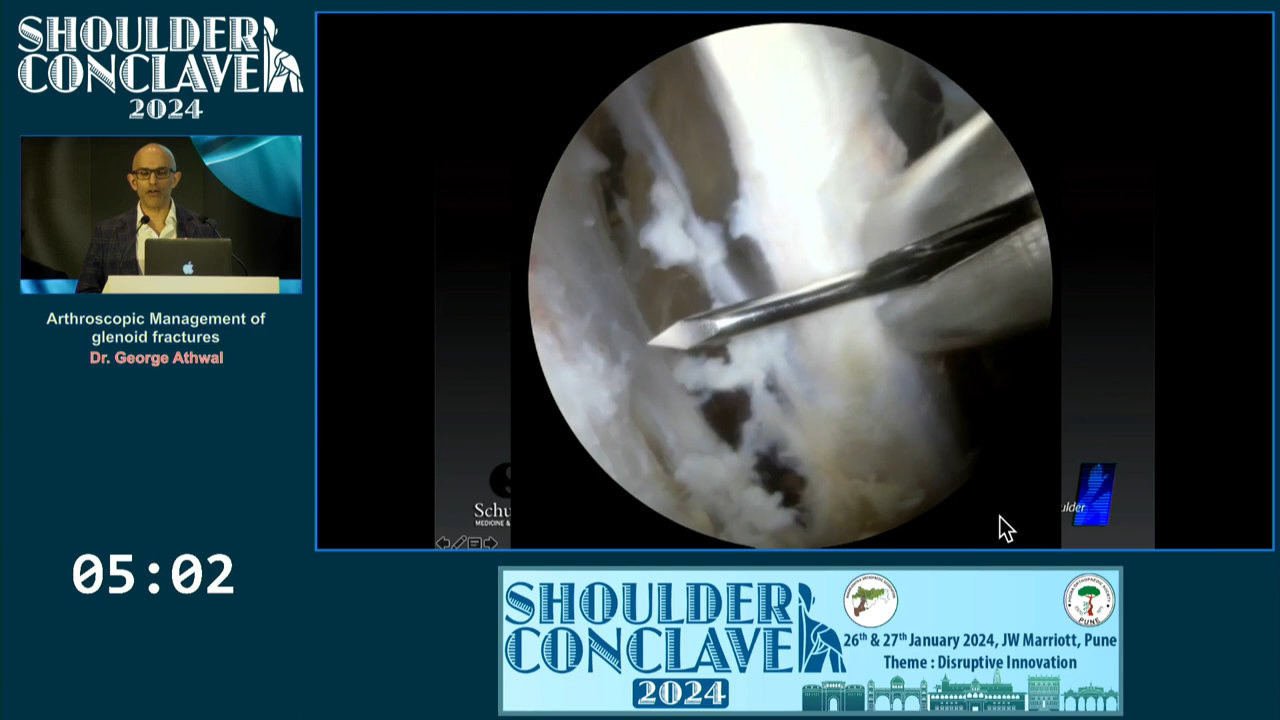 SHOULDER
CONCLAVE
2024
Arthroscopic Management of
glenoid fractures
Dr. George Athwal
05:02
Schu
MEDICINE &
ulder
SHOULDER
CONCLAVE
2024
26th & 27th January 2024, JW Marriott, Pune
Theme : Disruptive Innovation
PUNE